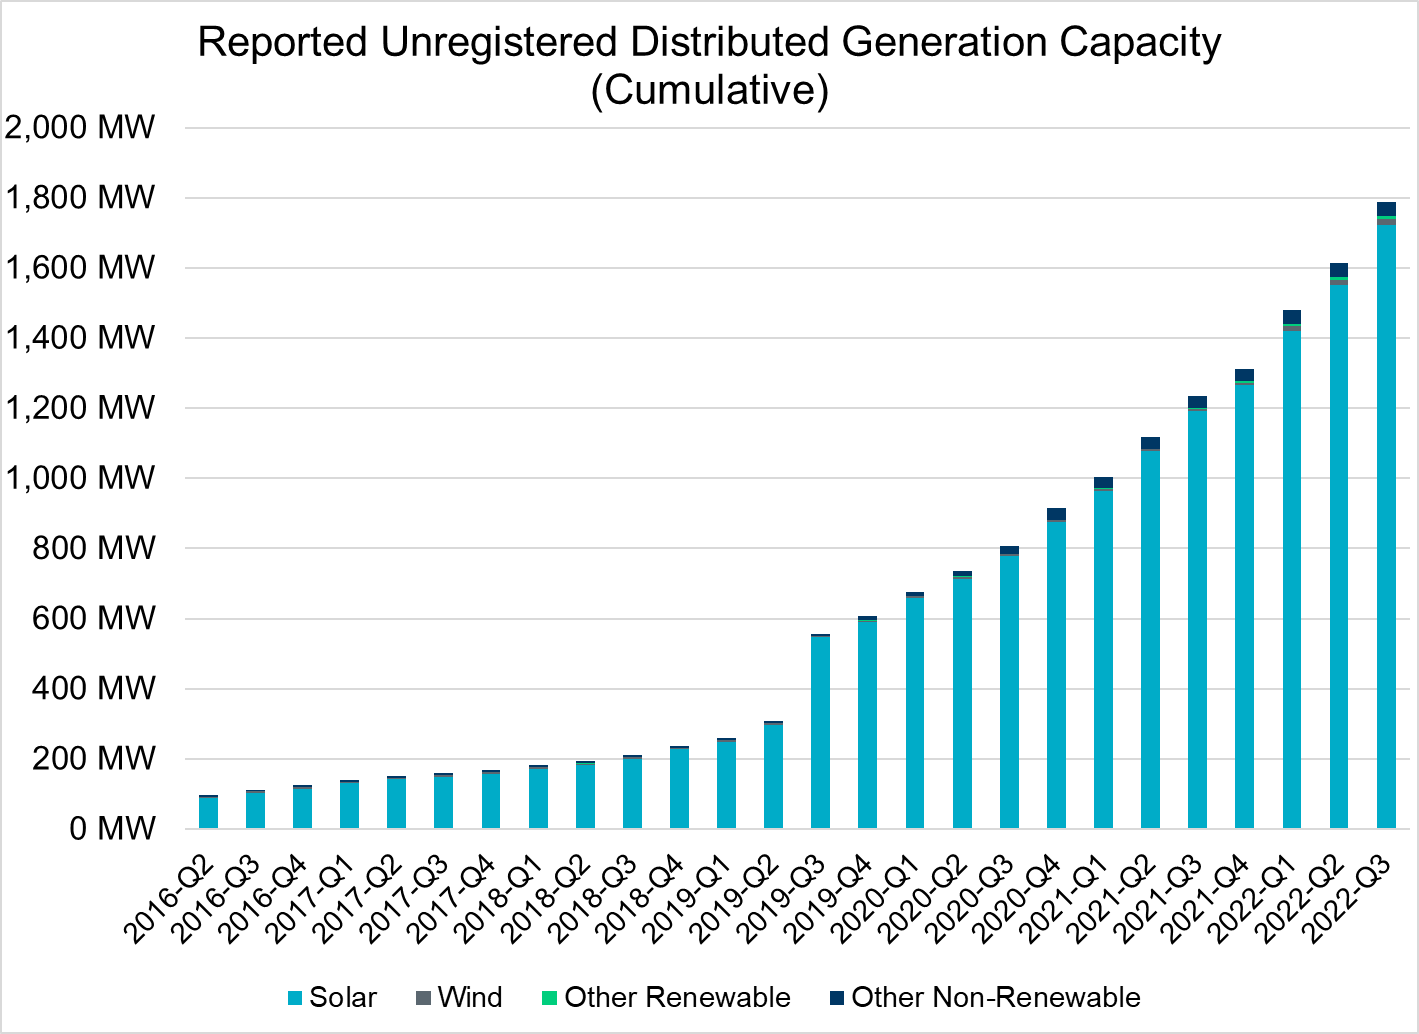 Reported Unregistered Distributed Generation Capacity
(Cumulative)
2,000 MW
1,800 MW
1,600 MW
1,400 MW
1,200 MW
1,000 MW
800 MW
600 MW
400 MW
200 MW
0 MW
2016-Q2
2016-Q3
2016-Q4
2017-Q1
2017-Q2
2017-Q3
2017-Q4
2018-Q1
2018-Q2
2018-Q3
2018-Q4
2019-Q1
2019-Q2
2019-Q3
2019-Q4
2020-Q1
2020-Q2
2020-Q3
2020-Q4
2021-Q1
2021-Q2
2021-Q3
2021-Q4
2022-Q1
2022-Q2
2022-Q3
Solar Wind Other Renewable Other Non-Renewable